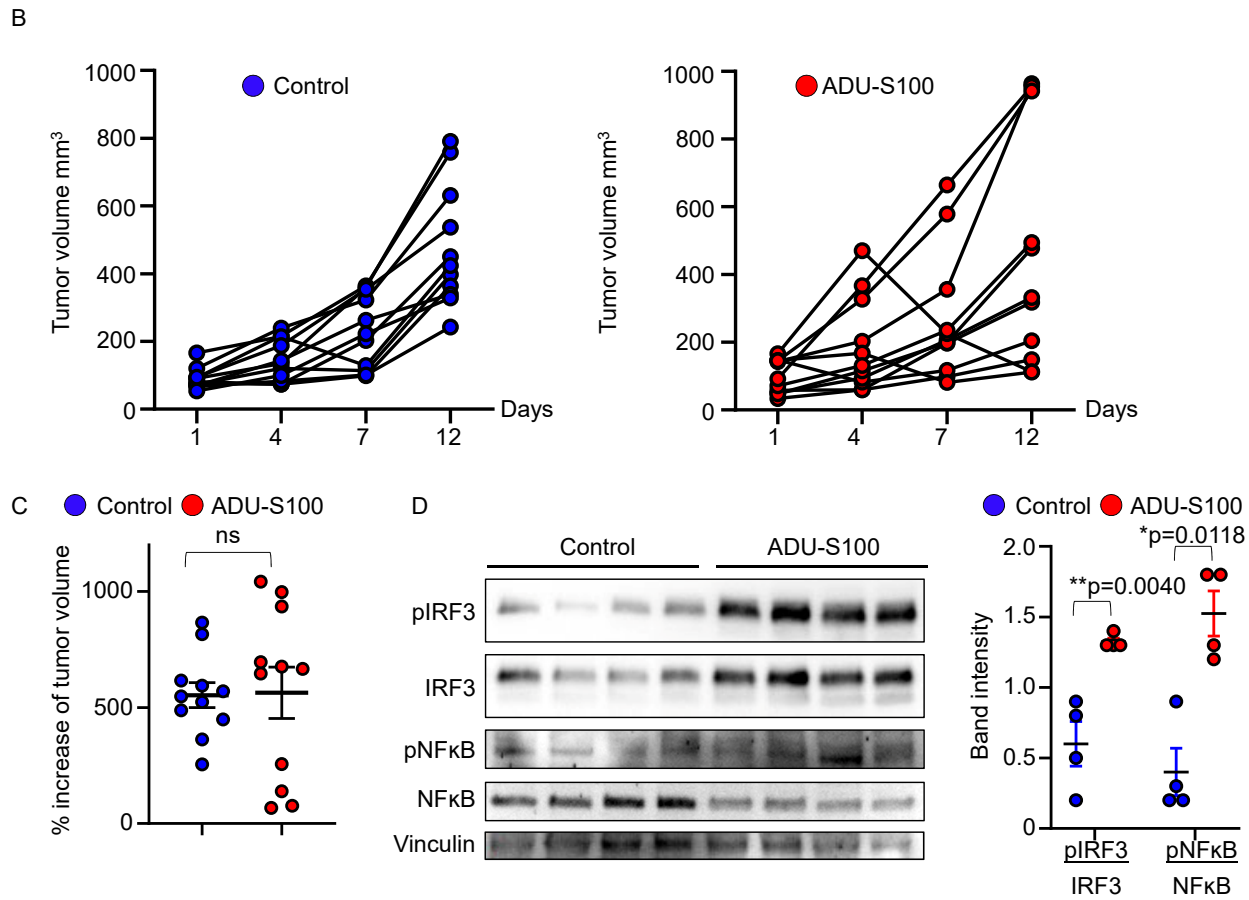 B
Control
Tumor volume mm³
1000
800
600
400
200
0
1
4
7
12
Days
ADU-S100
Tumor volume mm³
1000
800
600
400
200
0
1
4
7
12
Days
C
Control
ADU-S100
ns
% increase of tumor volume
1000
500
0
D
Control
ADU-S100
pIRF3
IRF3
pNFκB
NFκB
Vinculin
Control
ADU-S100
*p=0.0118
**p=0.0040
Band intensity
2.0
1.5
1.0
0.5
0
pIRF3
IRF3
pNFκB
NFκB